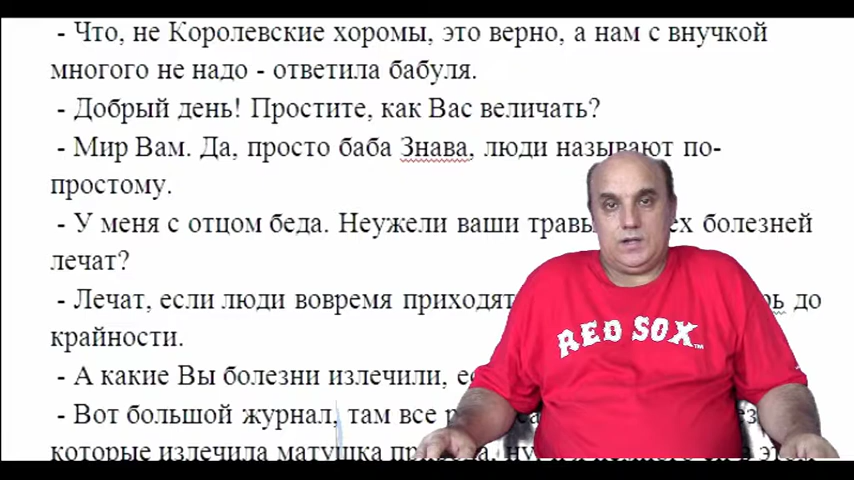 - Что, не Королевские хоромы, это верно, а нам с внучкой
многого не надо - ответила бабуля.
- Добрый день! Простите, как Вас величать?
- Мир Вам. Да, просто баба Знава, люди называют по-
простому.
- У меня с отцом беда. Неужели ваши травы болезней
лечат?
- Лечат, если люди вовремя приходят до
крайности.
- А какие Вы болезни излечили,
- Вот большой журнал, там все
которые излечила матушка
RED SOX